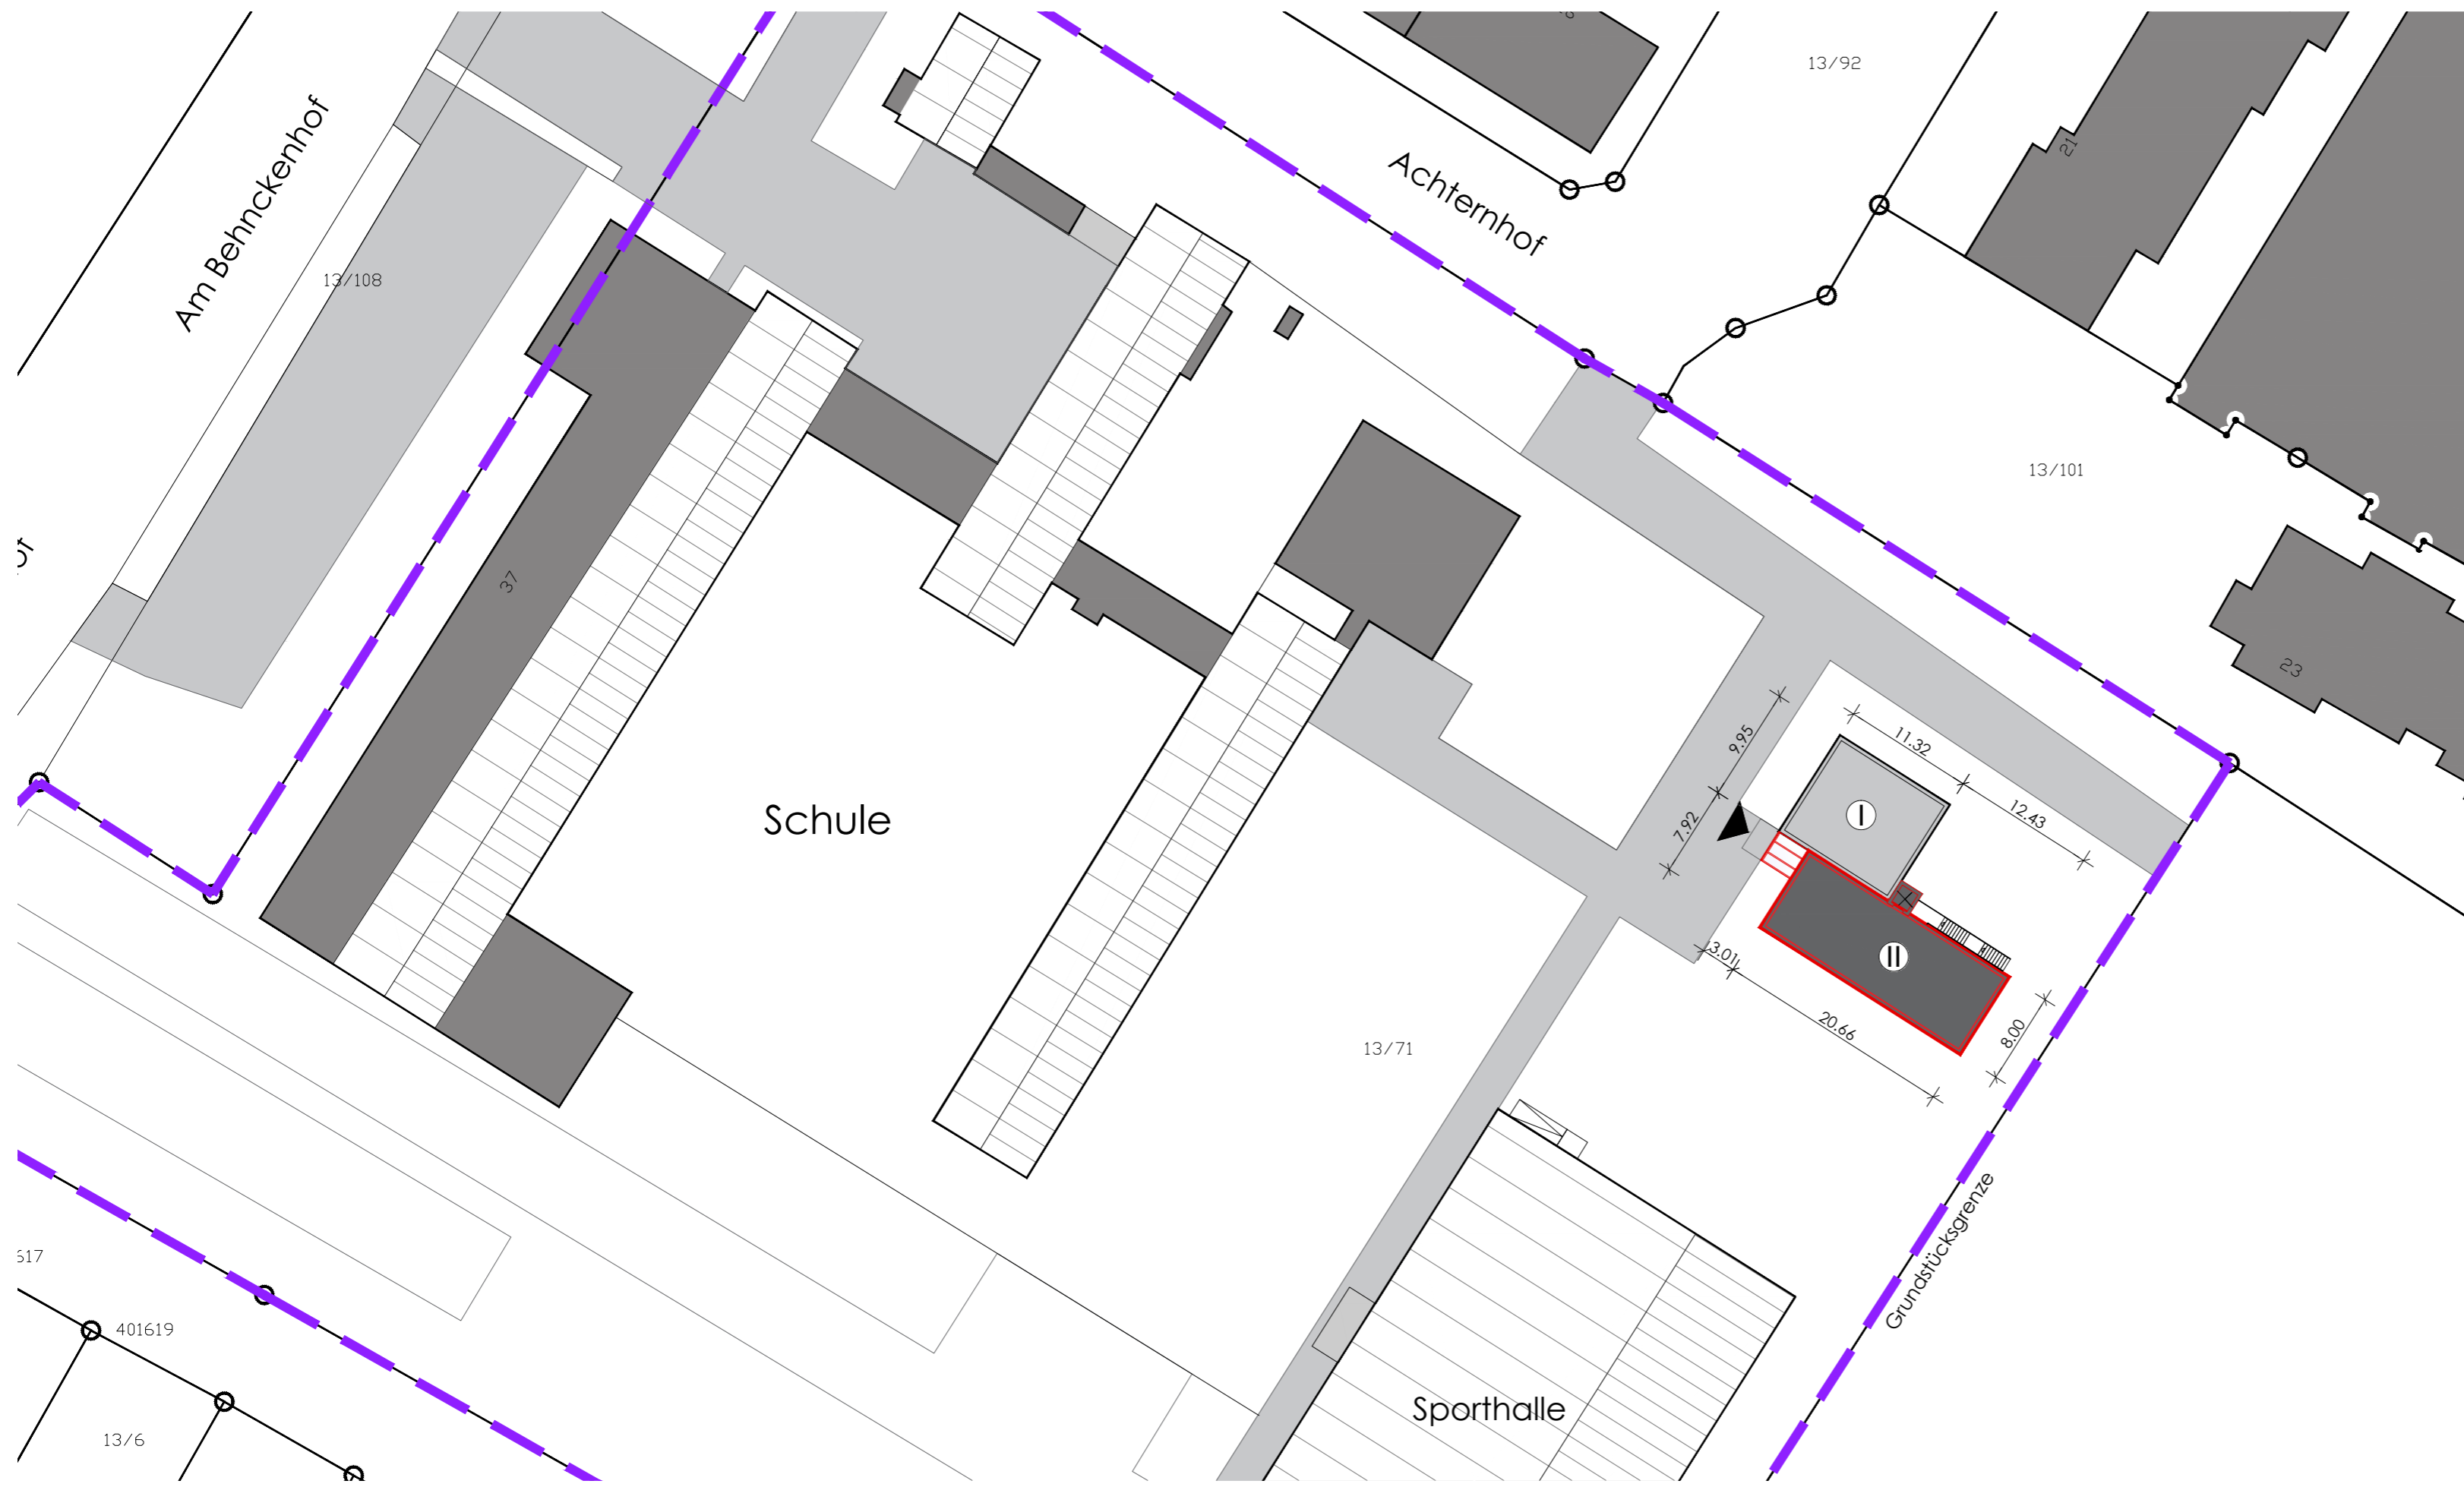 13/92
21
Achternhof
Am Behnckenhof
13/108
13/101
37
23
9.95
11.32
12.43
7.92
I
Schule
II
3.01
20.66
8.00
13/71
Grundstücksgrenze
401619
Sporthalle
13/6